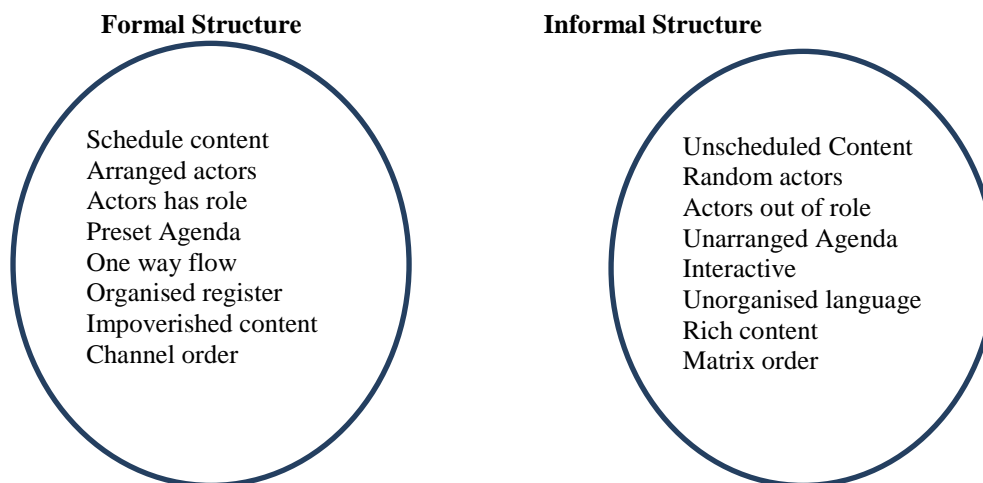 Formal Structure
Informal Structure
Schedule content
Arranged actors
Actors has role
Preset Agenda
One way flow
Organised register
Impoverished content
Channel order
Unscheduled Content
Random actors
Actors out of role
Unarranged Agenda
Interactive
Unorganised language
Rich content
Matrix order